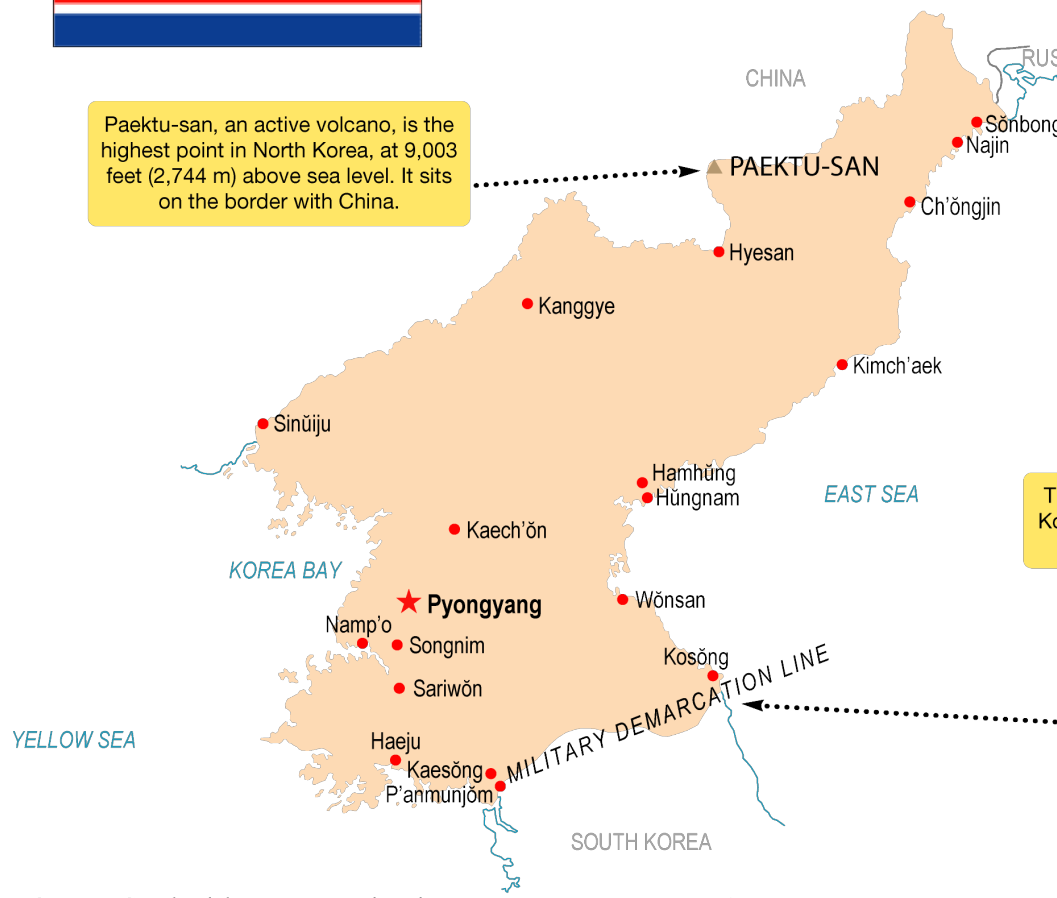 CHINA
RUS
Paektu-san, an active volcano, is the
highest point in North Korea, at 9,003
feet (2,744 m) above sea level. It sits
on the border with China.
PAEKTU-SAN
Sŏnbong
Najin
Ch’ŏngjin
Hyesan
Kanggye
Kimch’aek
Sinŭiju
Hamhŭng
Hŭngnam
EAST SEA
T
Ko
Kaech’ŏn
KOREA BAY
Pyongyang
Wŏnsan
Namp’o
Songnim
Kosŏng
Sariwŏn
MILITARY DEMARCATION LINE
YELLOW SEA
Haeju
Kaesŏng
P’anmunjŏm
SOUTH KOREA